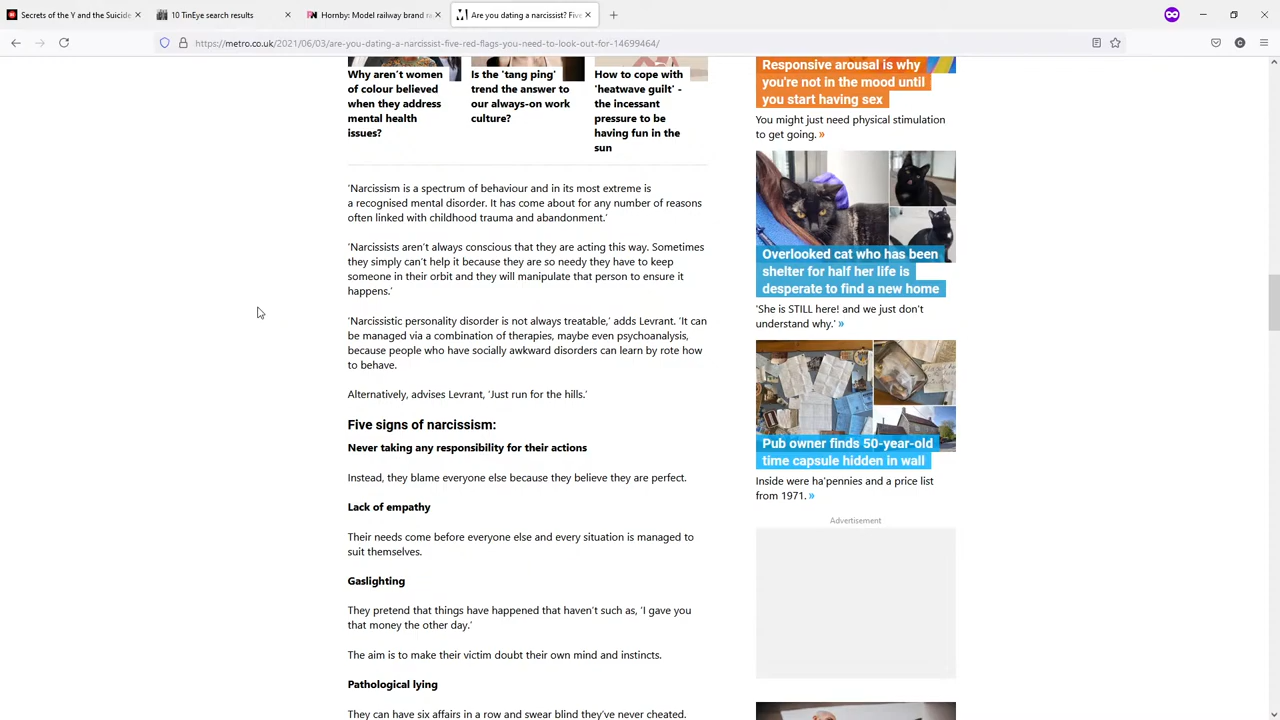 Secrets of the Y and the Suicide
10 TinEye search results
Hornby: Model railway brand ra
Are you dating a narcissist? Five
https://metro.co.uk/2021/06/03/are-you-dating-a-narcissist-five-red-flags-you-need-to-look-out-for-14699464/
Why aren't women
of colour believed
when they address
mental health
issues?
Is the 'tang ping'
trend the answer to
our always-on work
culture?
How to cope with
'heatwave guilt' -
the incessant
pressure to be
having fun in the
sun
'Narcissism is a spectrum of behaviour and in its most extreme is
a recognised mental disorder. It has come about for any number of reasons
often linked with childhood trauma and abandonment.'
'Narcissists aren't always conscious that they are acting this way. Sometimes
they simply can't help it because they are so needy they have to keep
someone in their orbit and they will manipulate that person to ensure it
happens.'
'Narcissistic personality disorder is not always treatable,' adds Levrant. 'It can
be managed via a combination of therapies, maybe even psychoanalysis,
because people who have socially awkward disorders can learn by rote how
to behave.
Alternatively, advises Levrant, 'Just run for the hills.'
Five signs of narcissism:
Never taking any responsibility for their actions
Instead, they blame everyone else because they believe they are perfect.
Lack of empathy
Their needs come before everyone else and every situation is managed to
suit themselves.
Gaslighting
They pretend that things have happened that haven't such as, 'I gave you
that money the other day.'
The aim is to make their victim doubt their own mind and instincts.
Pathological lying
They can have six affairs in a row and swear blind they've never cheated.
Responsive arousal is why
you're not in the mood until
you start having sex
You might just need physical stimulation
to get going. »
Overlooked cat who has been
shelter for half her life is
desperate to find a new home
'She is STILL here! and we just don't
understand why.' »
Pub owner finds 50-year-old
time capsule hidden in wall
Inside were ha'pennies and a price list
from 1971. »
Advertisement